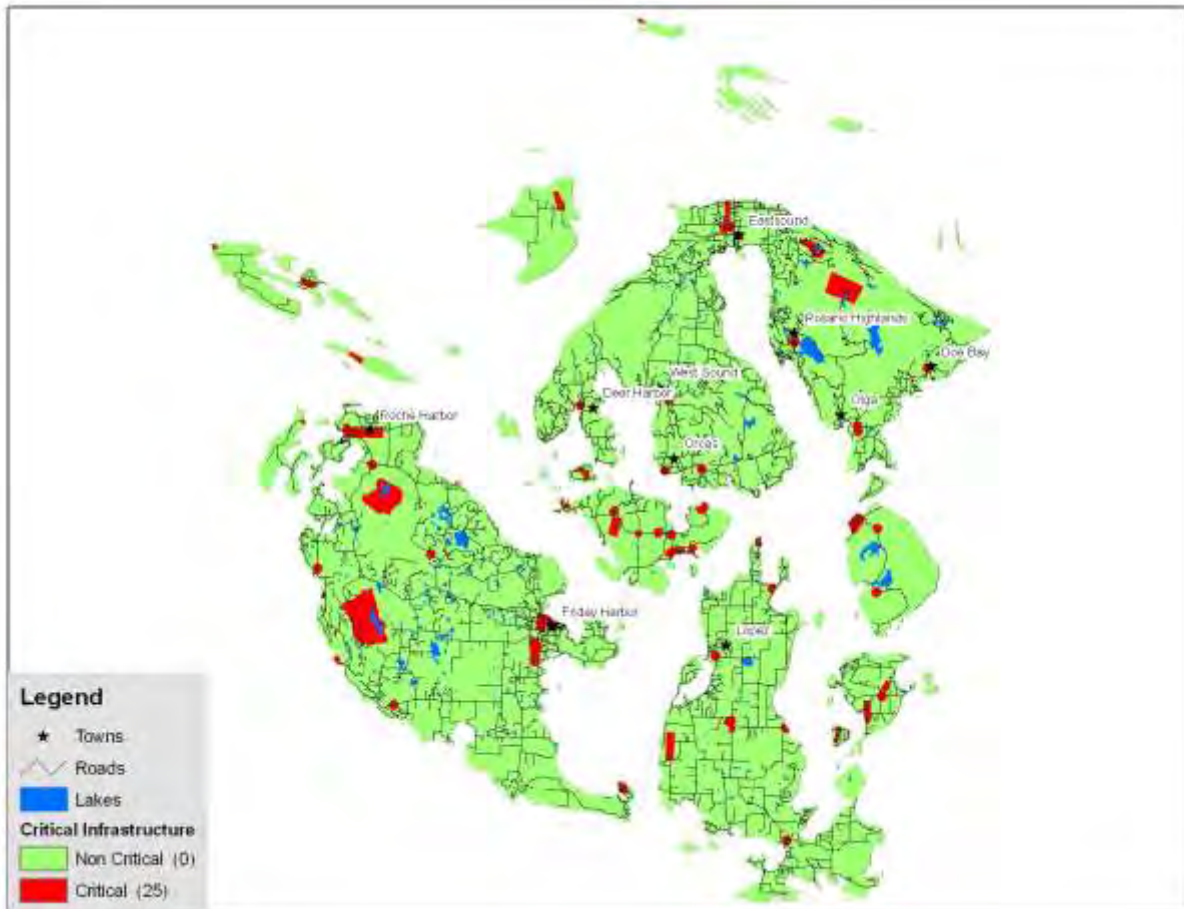 Eastsound
Rosario Highlands
Doe Bay
West Sound
Deer Harbor
Olga
Roche Harbor
Orcas
Friday Harbor
Lopez
Legend
Towns
Roads
Lakes
Critical Infrastructure
Non Critical (0)
Critical (25)